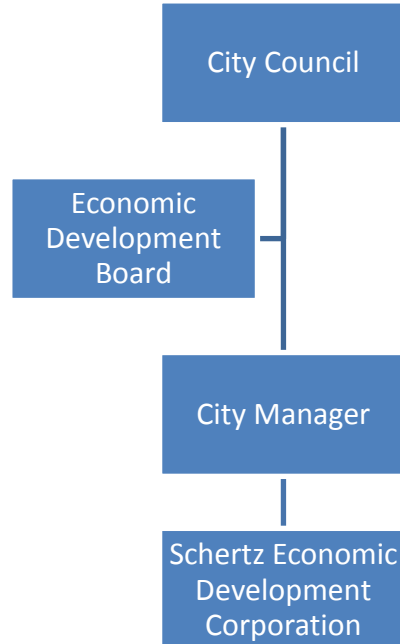 City Council
Economic
Development
Board
City Manager
Schertz Economic
Development
Corporation